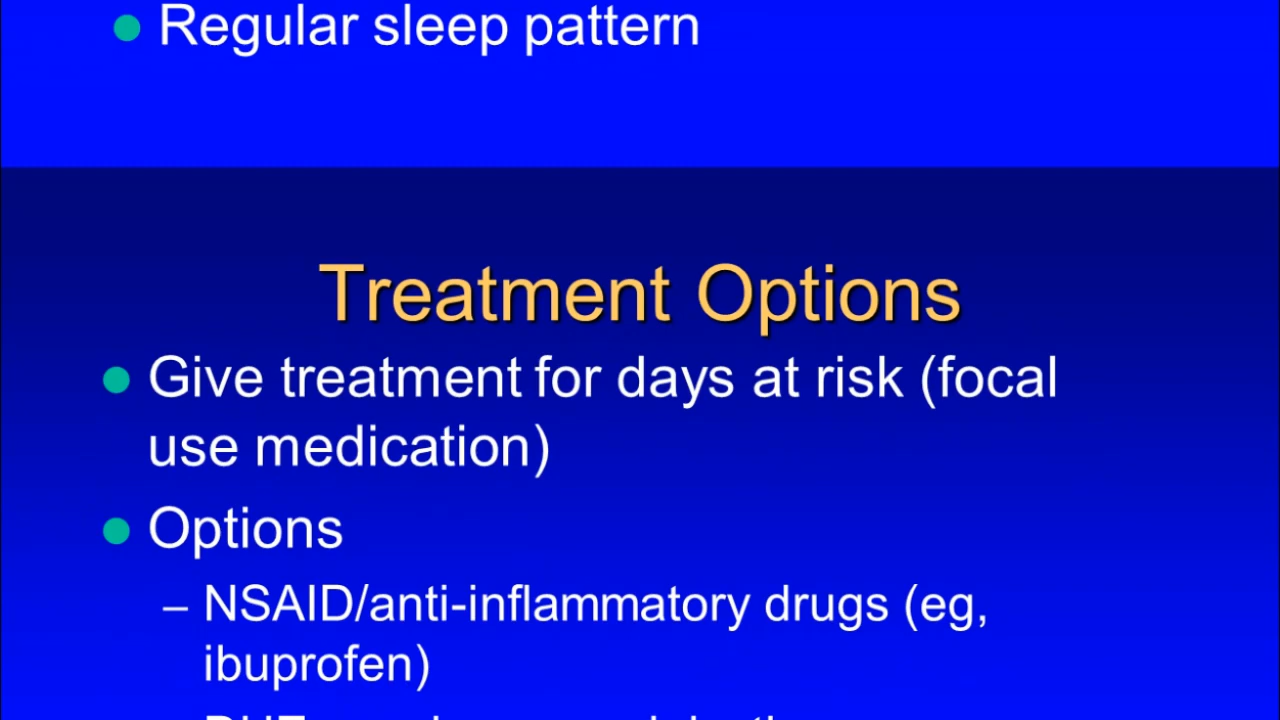 Regular sleep pattern
Treatment Options
Give treatment for days at risk (focal
use medication)
Options
– NSAID/anti-inflammatory drugs (eg,
ibuprofen)